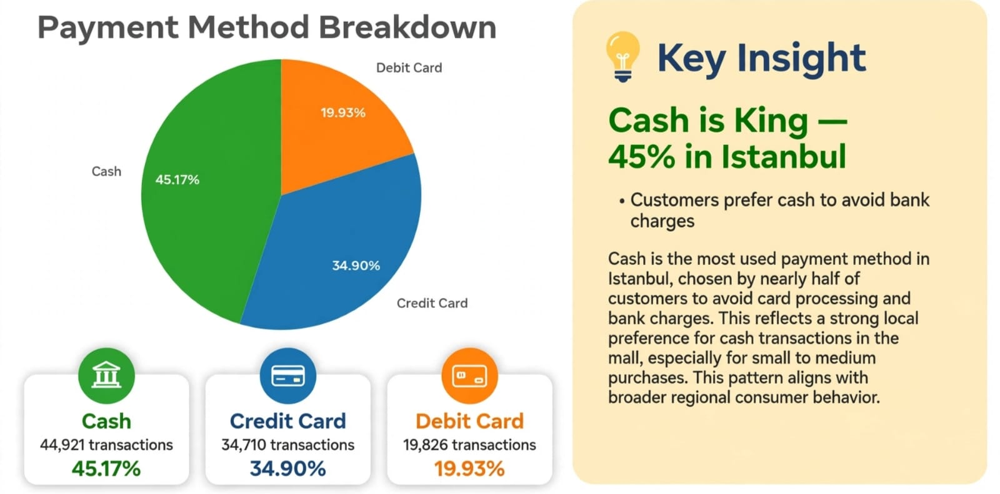 Payment Method Breakdown
Debit Card
19.93%
Cash
45.17%
34.90%
Credit Card
Cash
44,921 transactions
45.17%
Credit Card
34,710 transactions
34.90%
Debit Card
19,826 transactions
19.93%
Key Insight
Cash is King —
45% in Istanbul
• Customers prefer cash to avoid bank
charges
Cash is the most used payment method in
Istanbul, chosen by nearly half of
customers to avoid card processing and
bank charges. This reflects a strong local
preference for cash transactions in the
mall, especially for small to medium
purchases. This pattern aligns with
broader regional consumer behavior.